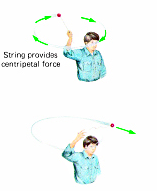 String provides
centripetal force